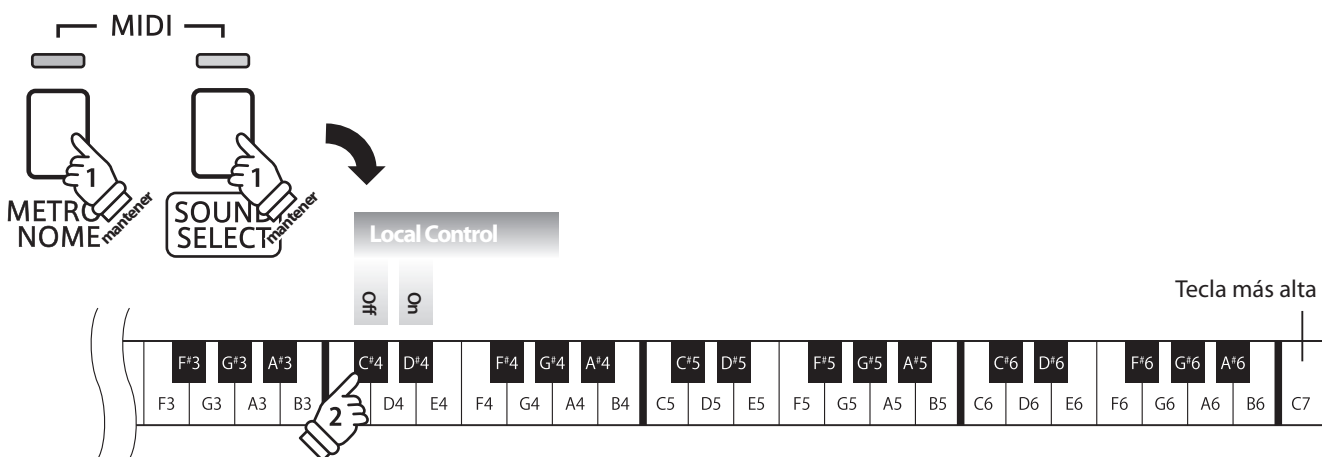 MIDI
1
1
METRO
NOME
mantener
SOUND
SELECT
mantener
Local Control
Off
On
Tecla más alta
F#3 G#3 A#3 C#4 D#4 F#4 G#4 A#4 C#5 D#5 F#5 G#5 A#5 C#6 D#6 F#6 G#6 A#6
F3 G3 A3 B3 D4 E4 F4 G4 A4 B4 C5 D5 E5 F5 G5 A5 B5 C6 D6 E6 F6 G6 A6 B6 C7
2